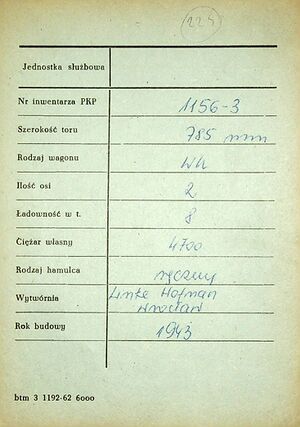 225
Jednostka służbowa
Nr inwentarza PKP 1156-3
Szerokość toru 785 mm
Rodzaj wagonu Wh
Ilość osi 2
Ładowność w t. 8
Ciężar własny 4700
Rodzaj hamulca ręczny
Wytwórnia Linke Hofman
Wrocław
Rok budowy 1943
btm 3 1192-62 6000